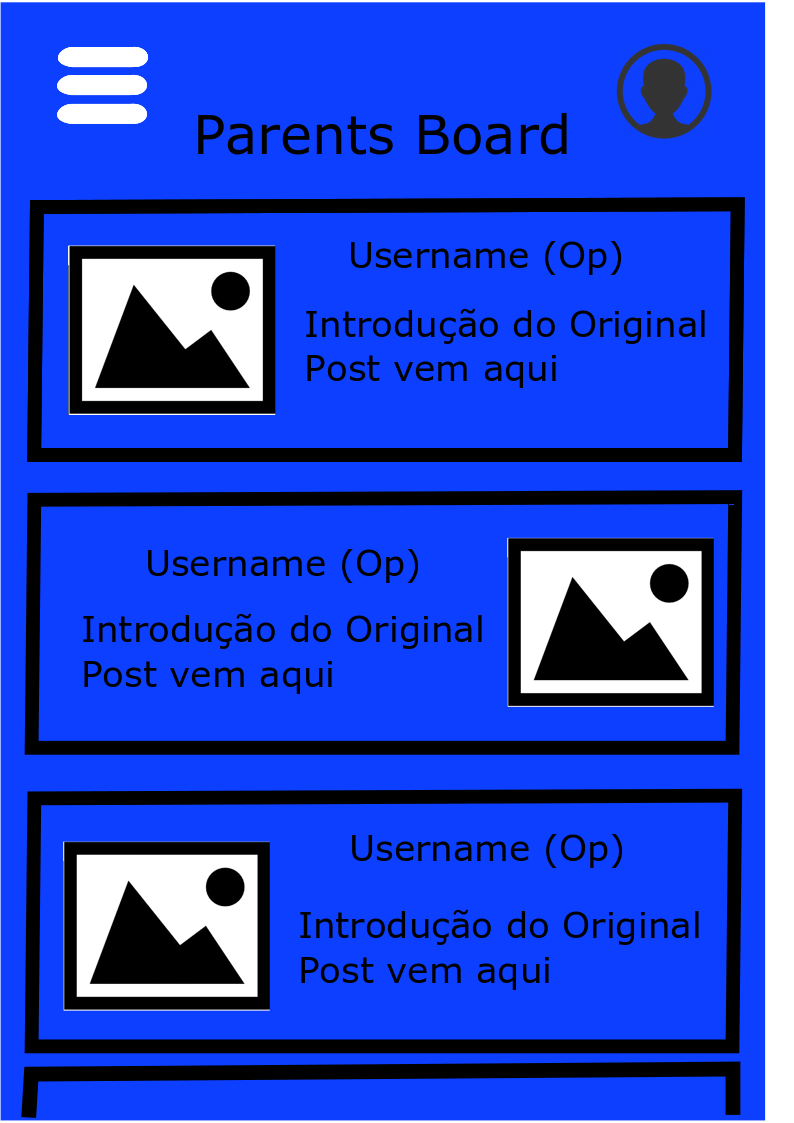 Parents Board
Username (Op)
Introdução do Original
Post vem aqui
Username (Op)
Introdução do Original
Post vem aqui
Username (Op)
Introdução do Original
Post vem aqui